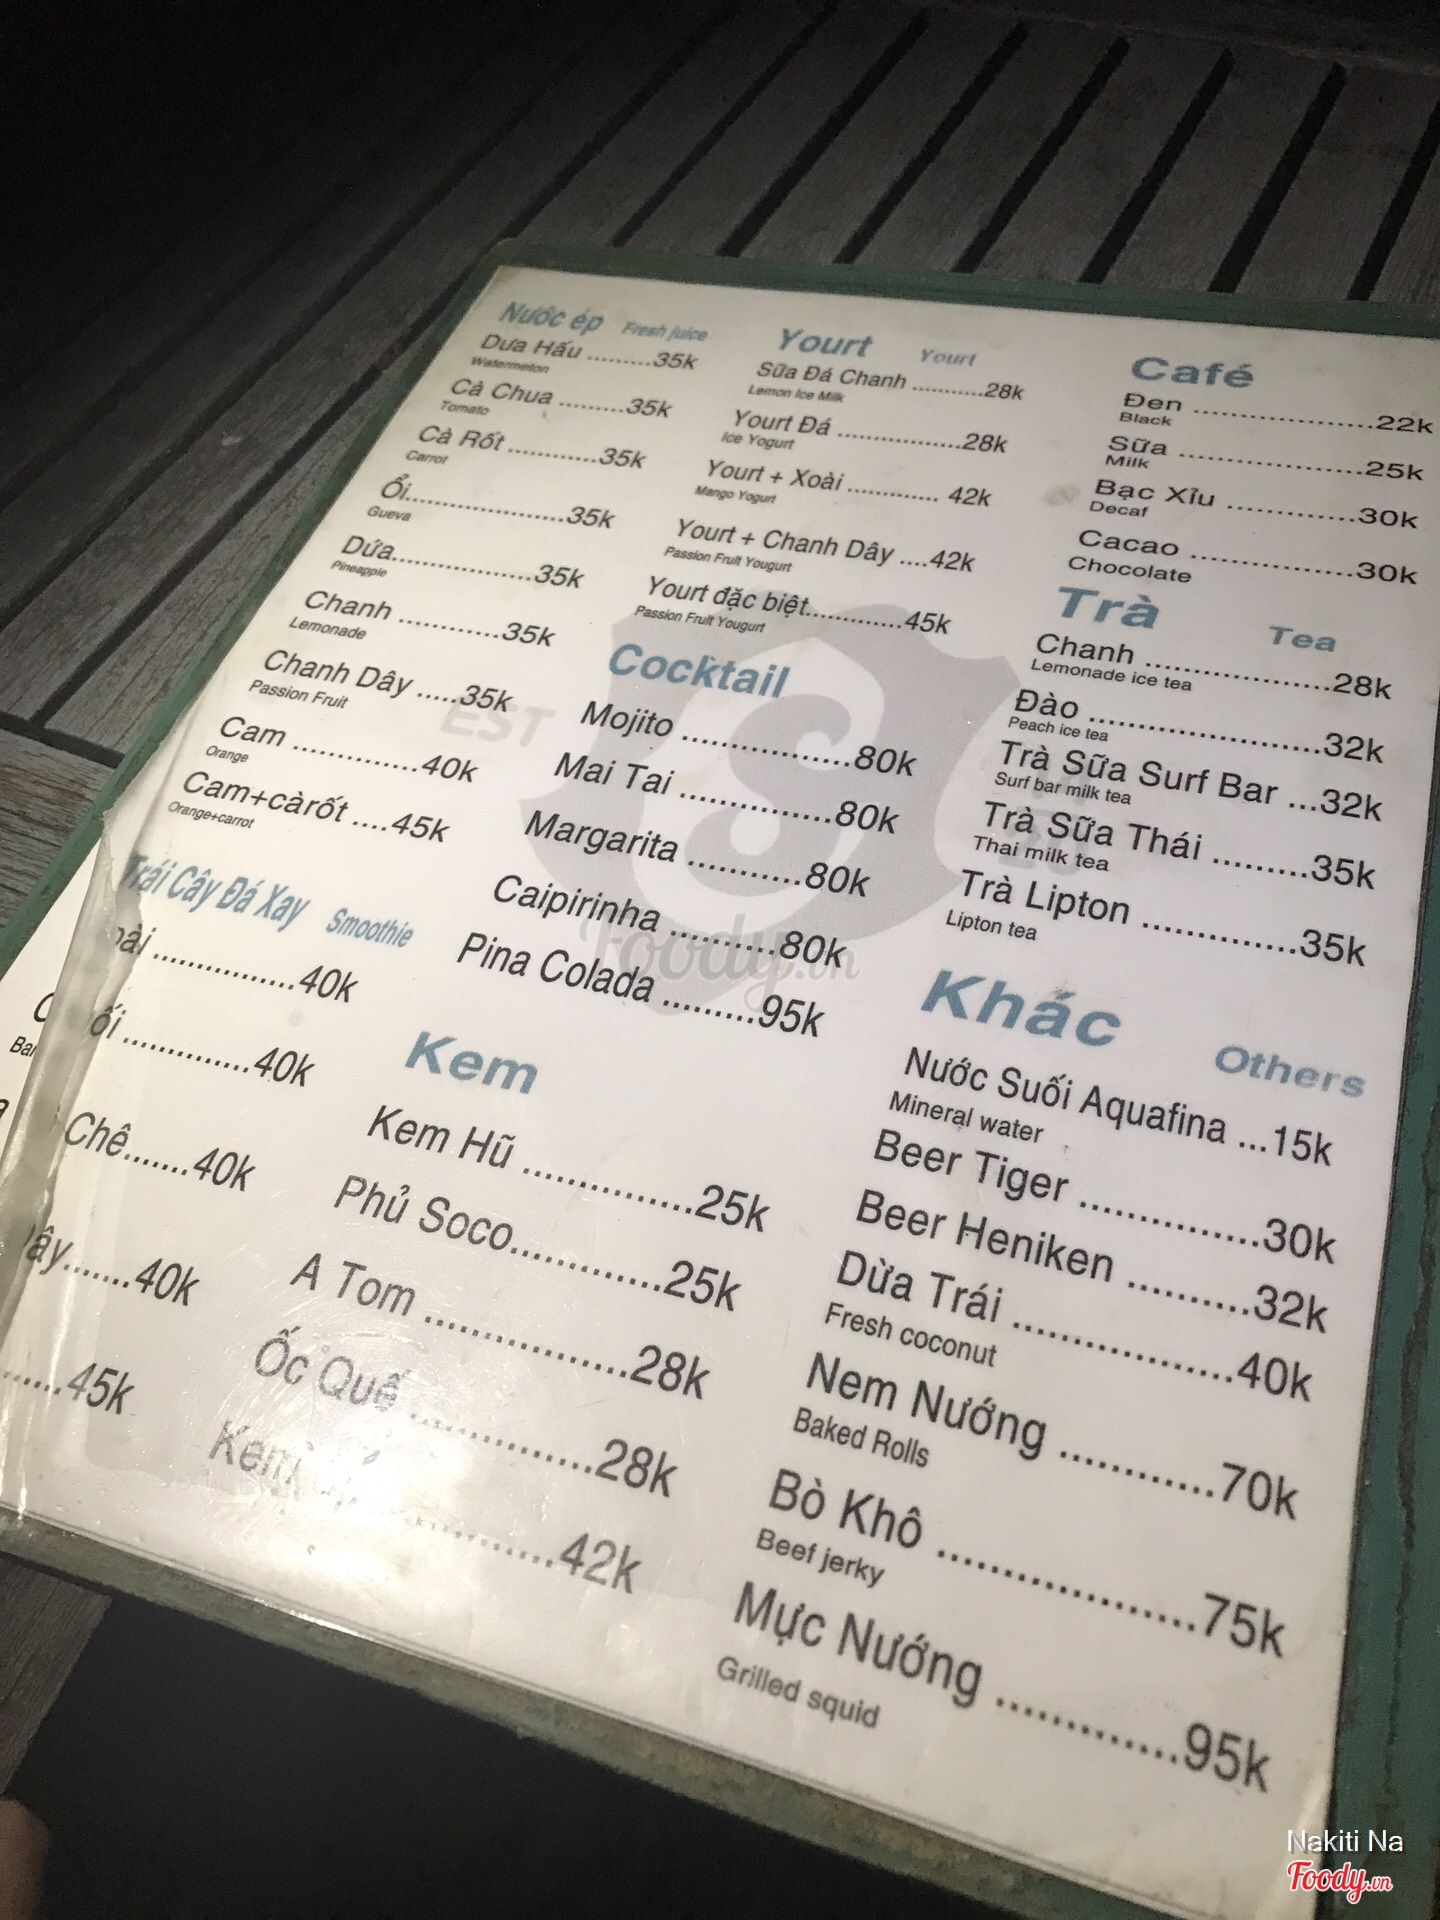 Nước ép Fresh juice
Dưa Hấu ..........35k
Watermelon
Cà Chua ..........35k
Tomato
Cà Rốt .............35k
Carrot
Ổi.......................35k
Gueva
Dứa....................35k
Pineapple
Chanh ............35k
Lemonade
Chanh Dây .....35k
Passion Fruit
Cam .............40k
Orange
Cam+càrốt ....45k
Orange+carrot
Trái Cây Đá Xay Smoothie
............... 40k
.............40k
Chê.......40k
.......40k
......45k
Yourt Yourt
Sữa Đá Chanh ...........28k
Lemon Ice Milk
Yourt Đá ..................28k
Ice Yogurt
Yourt + Xoài ............. 42k
Mango Yogurt
Yourt + Chanh Dây ....42k
Passion Fruit Yougurt
Yourt đặc biệt.............45k
Passion Fruit Yougurt
Cocktail
Mojito .................80k
Mai Tai ...............80k
Margarita ...........80k
Caipirinha ..........80k
Pina Colada .........95k
Kem
Kem Hũ ................25k
Phủ Soco..............25k
A Tom ..................28k
Ốc Quế .................28k
Kem ..............42k
Café
Đen .....................22k
Black
Sữa ......................25k
Milk
Bạc Xỉu ...............30k
Decaf
Cacao ...................30k
Chocolate
Trà Tea
Chanh ....................28k
Lemonade ice tea
Đào .........................32k
Peach ice tea
Trà Sữa Surf Bar ...32k
Surf bar milk tea
Trà Sữa Thái .........35k
Thai milk tea
Trà Lipton ..............35k
Lipton tea
Khác Others
Nước Suối Aquafina ...15k
Mineral water
Beer Tiger ...............30k
Beer Heniken ..........32k
Dừa Trái ..................40k
Fresh coconut
Nem Nướng .............70k
Baked Rolls
Bò Khô ....................75k
Beef jerky
Mực Nướng ..............95k
Grilled squid
EST
Foody.vn
Nakiti Na
Foody.vn